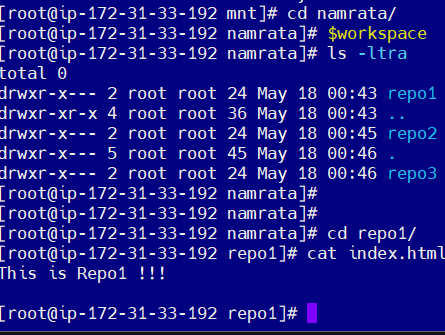 [root@ip-172-31-33-192 mnt]# cd namrata/
[root@ip-172-31-33-192 namrata]# $workspace
[root@ip-172-31-33-192 namrata]# ls -ltra
total 0
drwxr-x--- 2 root root 24 May 18 00:43 repo1
drwxr-xr-x 4 root root 36 May 18 00:43 ..
drwxr-x--- 2 root root 24 May 18 00:45 repo2
drwxr-x--- 5 root root 45 May 18 00:46 .
drwxr-x--- 2 root root 24 May 18 00:46 repo3
[root@ip-172-31-33-192 namrata]#
[root@ip-172-31-33-192 namrata]#
[root@ip-172-31-33-192 namrata]# cd repo1/
[root@ip-172-31-33-192 repo1]# cat index.html
This is Repo1 !!!
[root@ip-172-31-33-192 repo1]#